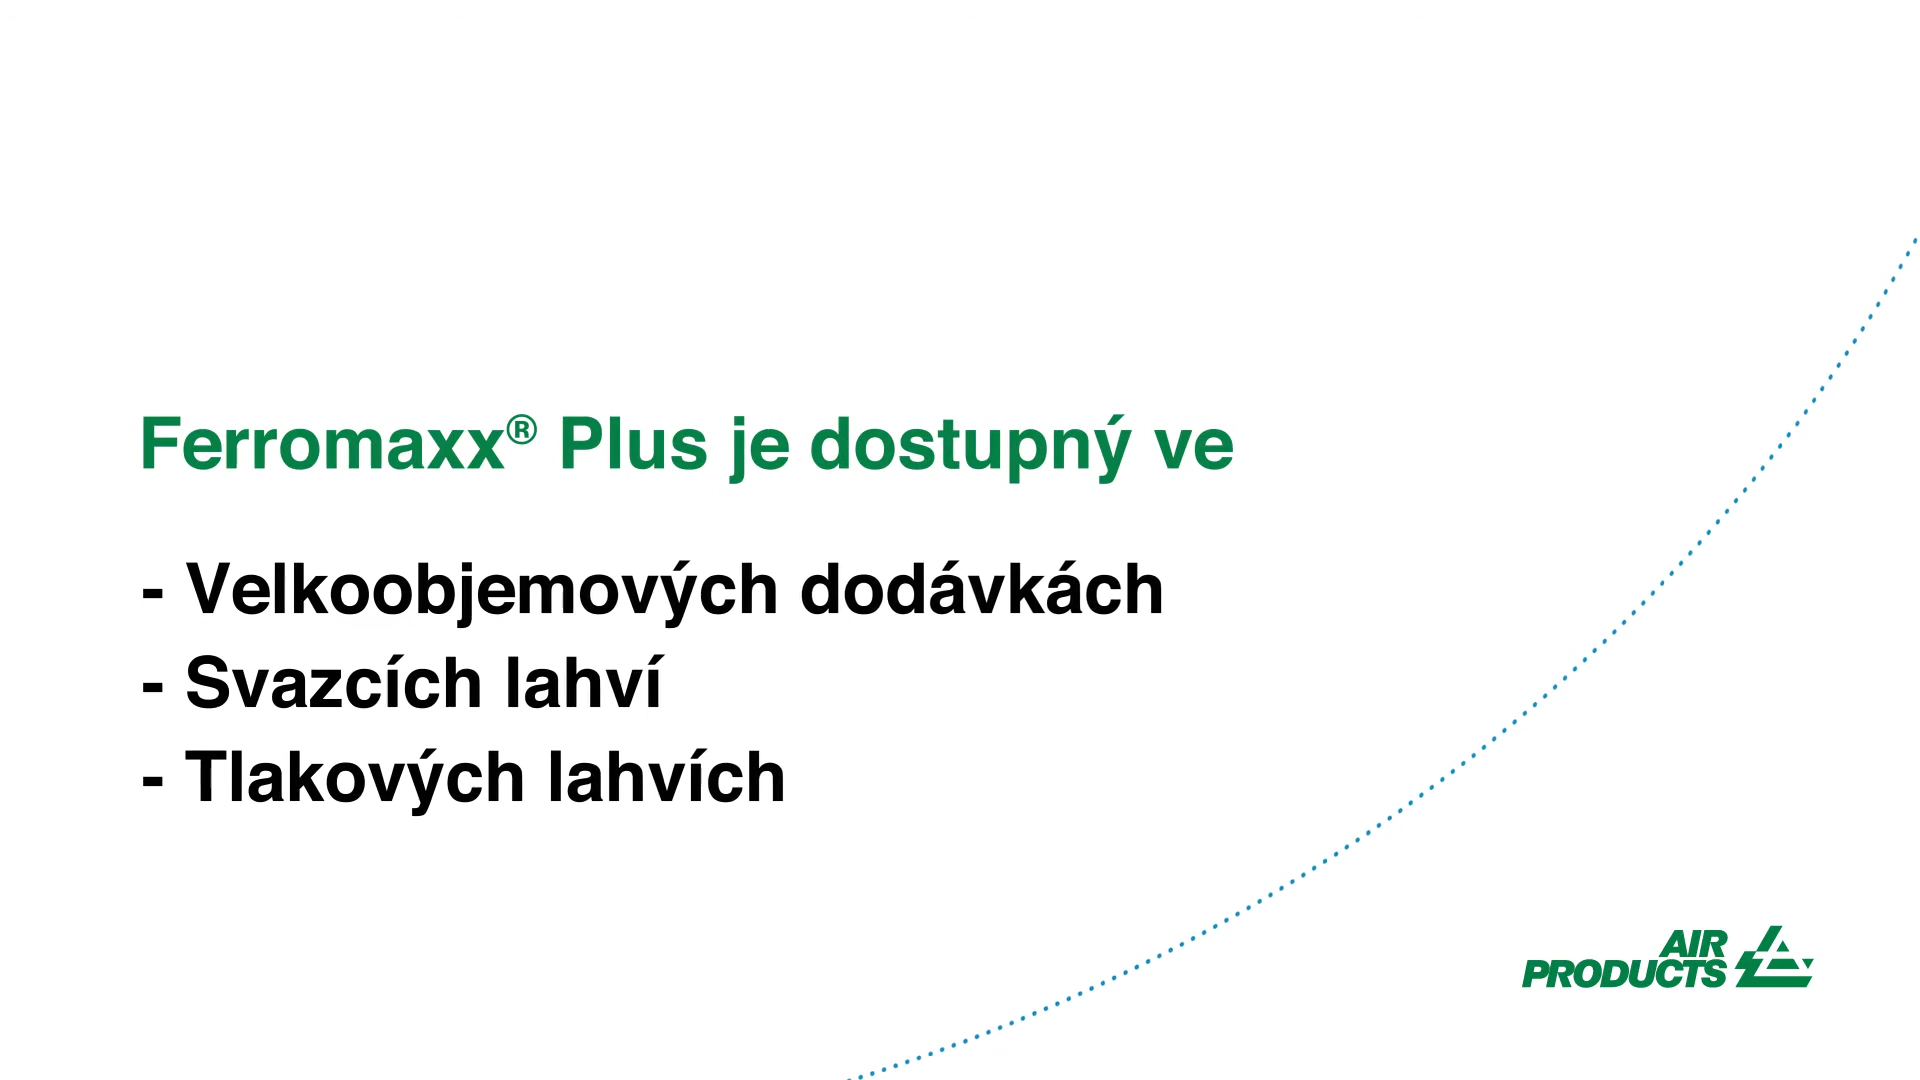 Ferromaxx® Plus je dostupný ve
- Velkoobjemových dodávkách
- Svazcích lahví
- Tlakových lahvích
AIR
PRODUCTS